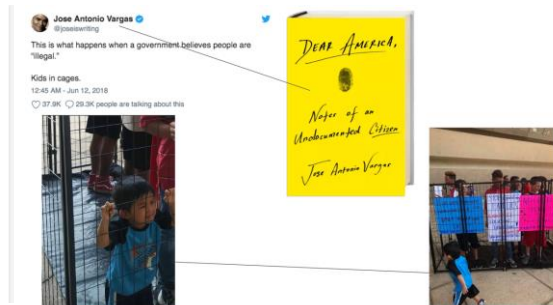 Jose Antonio Vargas
@joseiswriting
This is what happens when a government believes people are
"illegal."
Kids in cages.
12:45 AM - Jun 12, 2018
37.9K 29.3K people are talking about this
DEAR AMERICA,
Notes of an
Undocumented Citizen
Jose Antonio Vargas